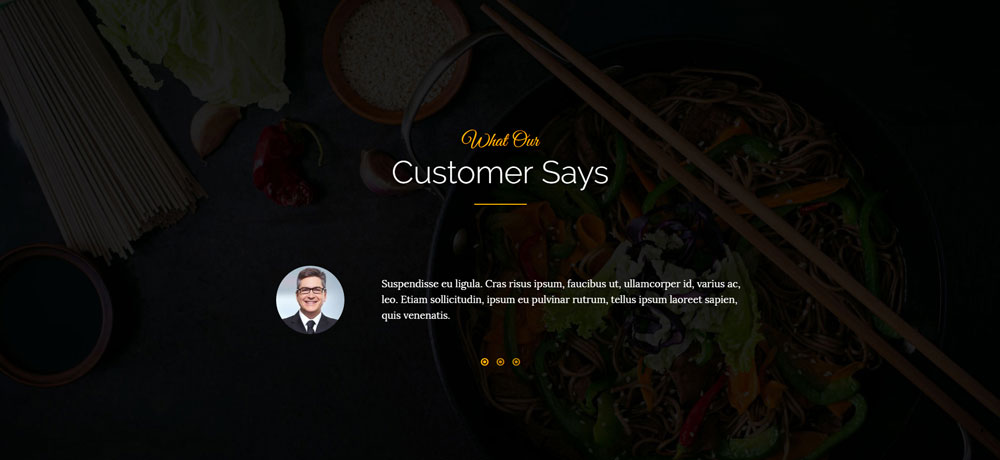 What Our
Customer Says
Suspendisse eu ligula. Cras risus ipsum, faucibus ut, ullamcorper id, varius ac,
leo. Etiam sollicitudin, ipsum eu pulvinar rutrum, tellus ipsum laoreet sapien,
quis venenatis.